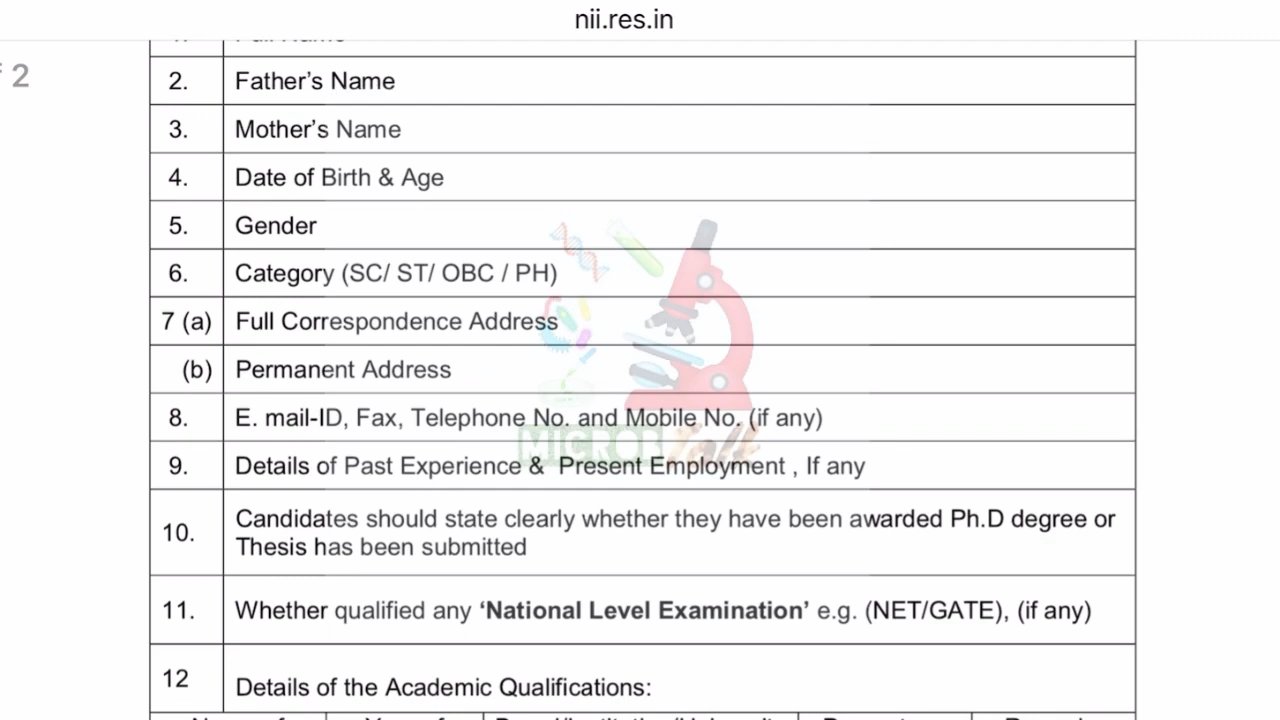 nii.res.in
2
Full Name
2. Father's Name
3. Mother's Name
4. Date of Birth & Age
5. Gender
6. Category (SC/ ST/ OBC / PH)
7 (a) Full Correspondence Address
(b) Permanent Address
8. E. mail-ID, Fax, Telephone No. and Mobile No. (if any)
MICROB Talk
9. Details of Past Experience & Present Employment , If any
10. Candidates should state clearly whether they have been awarded Ph.D degree or
Thesis has been submitted
11. Whether qualified any ‘National Level Examination’ e.g. (NET/GATE), (if any)
12 Details of the Academic Qualifications: